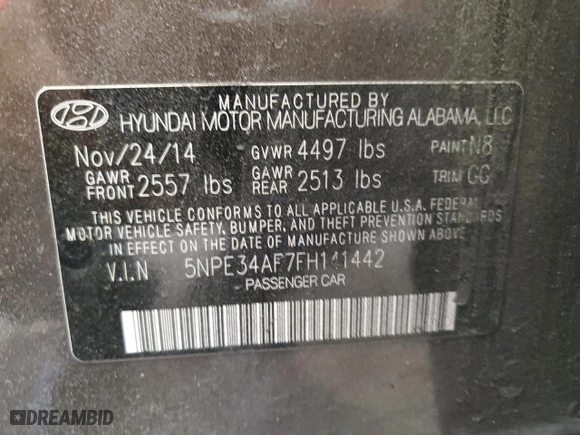 MANUFACTURED BY
HYUNDAI MOTOR MANUFACTURING ALABAMA, LLC
Nov/24/14 GVWR 4497 lbs PAINT N8
GAWR FRONT 2557 lbs GAWR REAR 2513 lbs TRIM GG
THIS VEHICLE CONFORMS TO ALL APPLICABLE U.S.A. FEDERAL
MOTOR VEHICLE SAFETY, BUMPER, AND THEFT PREVENTION STANDARDS
IN EFFECT ON THE DATE OF MANUFACTURE SHOWN ABOVE.
V.I.N 5NPE34AF7FH141442
PASSENGER CAR
DREAMBID